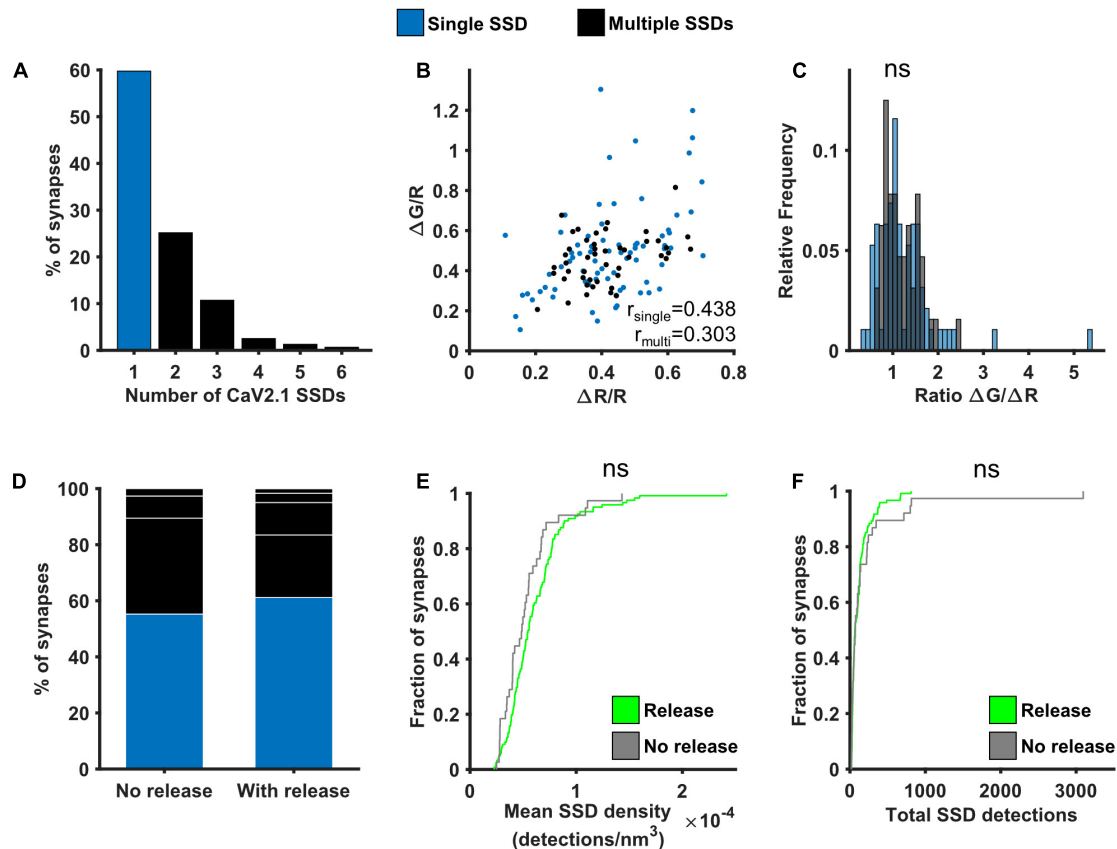 Single SSD
Multiple SSDs
A
60
50
40
30
20
10
0
% of synapses
1 2 3 4 5 6
Number of CaV2.1 SSDs
B
1.2
1
0.8
0.6
0.4
0.2
0
ΔG/R
r_single=0.438
r_multi=0.303
0 0.2 0.4 0.6 0.8
ΔR/R
C
ns
0.1
0.05
0
Relative Frequency
1 2 3 4 5
Ratio ΔG/ΔR
D
100
80
60
40
20
0
% of synapses
No release With release
E
ns
1
0.8
0.6
0.4
0.2
0
Fraction of synapses
Release
No release
0 1 2
Mean SSD density
×10⁻⁴
(detections/nm³)
F
ns
1
0.8
0.6
0.4
0.2
0
Fraction of synapses
Release
No release
0 1000 2000 3000
Total SSD detections